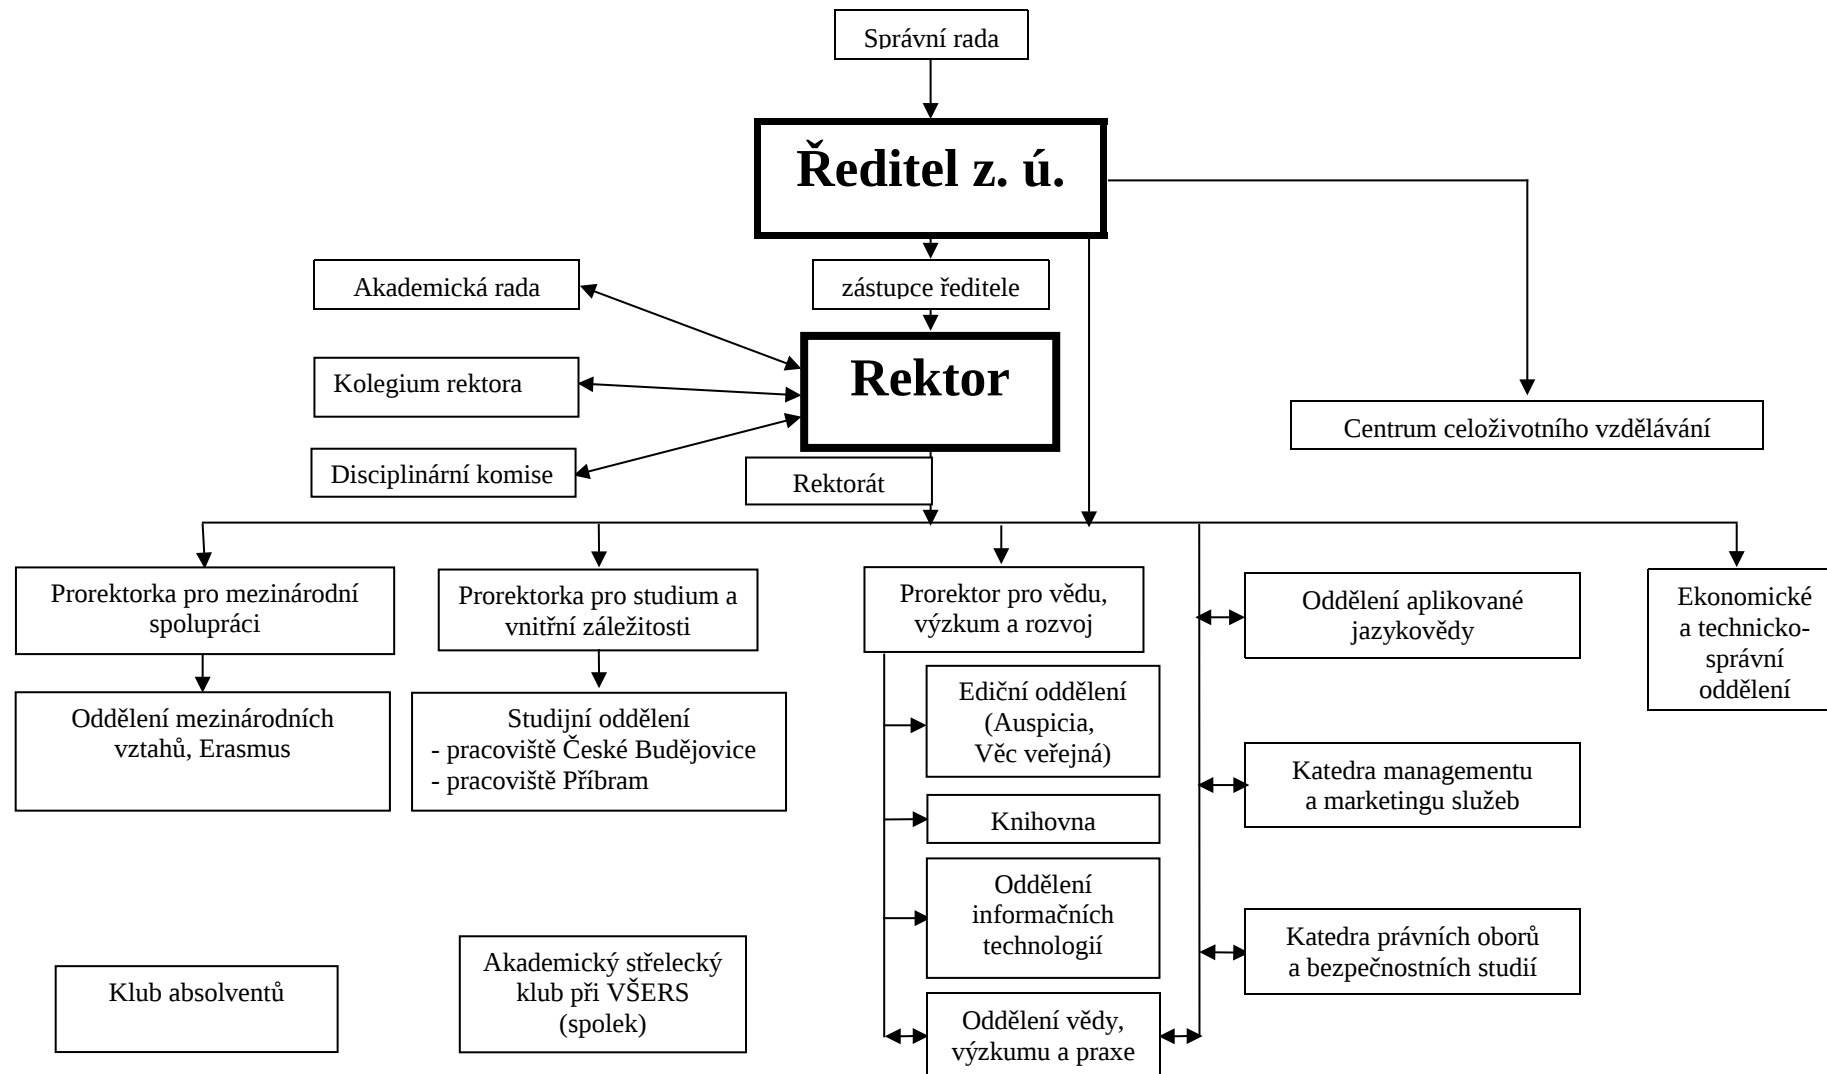 Správní rada
Ředitel z. ú.
Akademická rada
zástupce ředitele
Kolegium rektora
Rektor
Centrum celoživotního vzdělávání
Disciplinární komise
Rektorát
Prorektorka pro mezinárodní
spolupráci
Prorektorka pro studium a
vnitřní záležitosti
Prorektor pro vědu,
výzkum a rozvoj
Oddělení aplikované
jazykovědy
Ekonomické
a technicko-
správní
oddělení
Oddělení mezinárodních
vztahů, Erasmus
Studijní oddělení
- pracoviště České Budějovice
- pracoviště Příbram
Ediční oddělení
(Auspicia,
Věc veřejná)
Katedra managementu
a marketingu služeb
Knihovna
Oddělení
informačních
technologií
Katedra právních oborů
a bezpečnostních studií
Klub absolventů
Akademický střelecký
klub při VŠERS
(spolek)
Oddělení vědy,
výzkumu a praxe